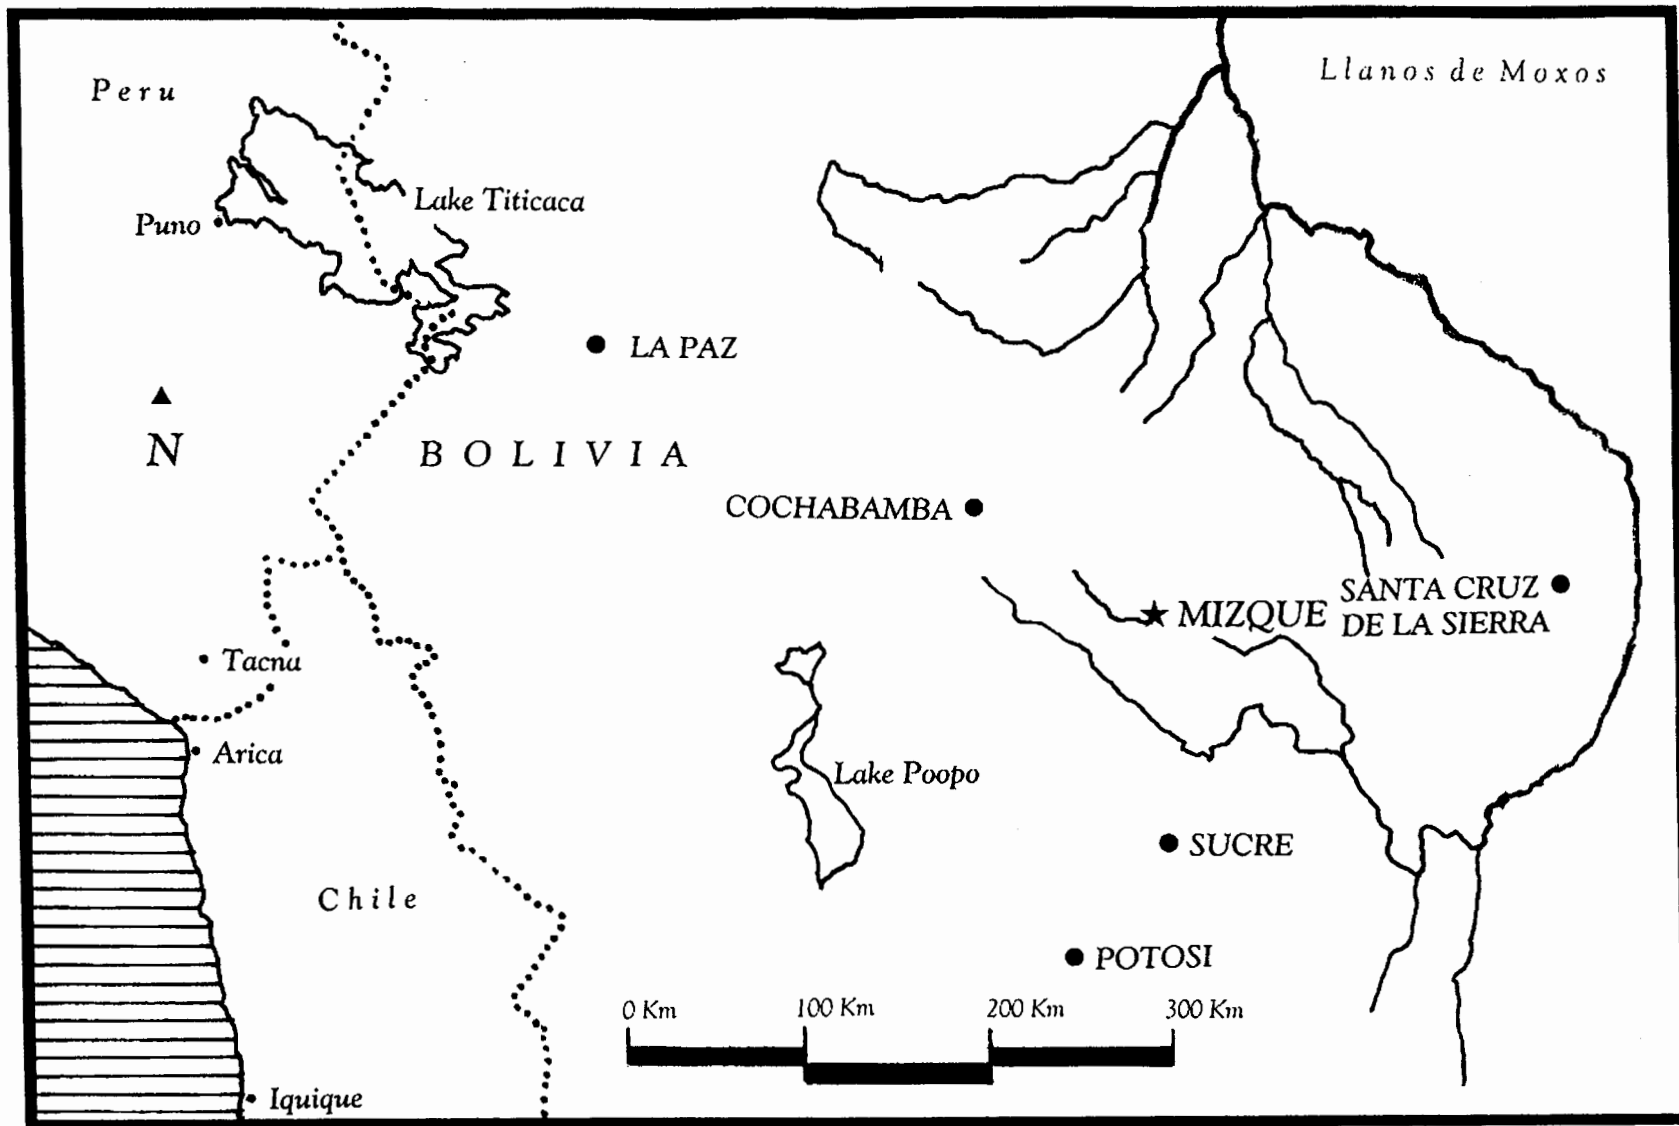 Llanos de Moxos
Peru
Lake Titicaca
Puno
LA PAZ
N
BOLIVIA
COCHABAMBA
SANTA CRUZ
DE LA SIERRA
MIZQUE
Tacna
Arica
Lake Poopo
SUCRE
Chile
POTOSI
0 Km 100 Km 200 Km 300 Km
Iquique